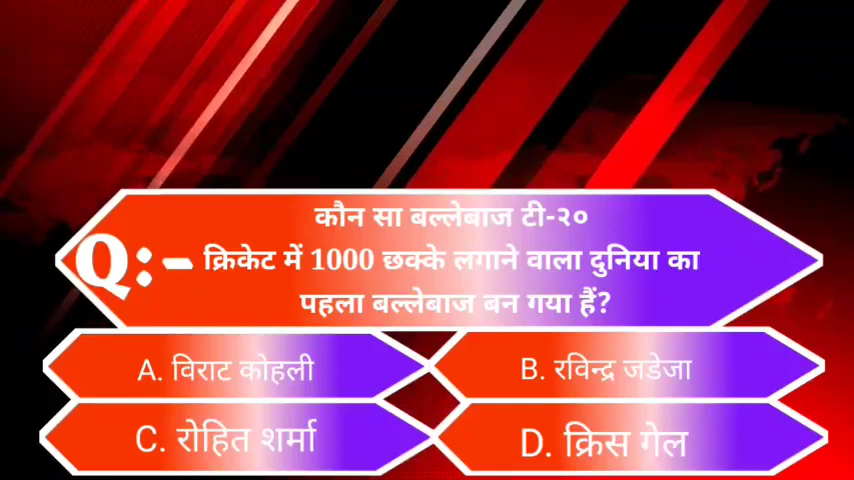 कौन सा बल्लेबाज टी-२०
Q:- क्रिकेट में 1000 छक्के लगाने वाला दुनिया का
पहला बल्लेबाज बन गया हैं?
A. विराट कोहली
B. रविन्द्र जडेजा
C. रोहित शर्मा
D. क्रिस गेल